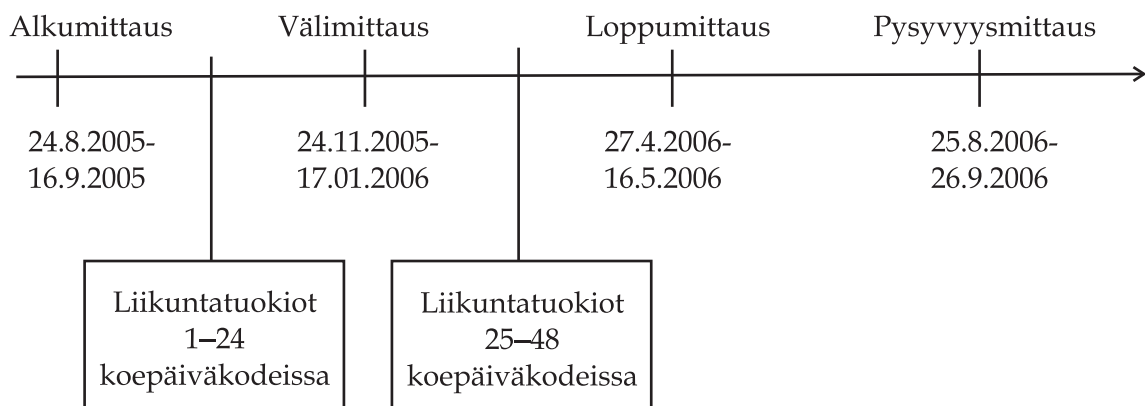 Alkumittaus Välimittaus Loppumittaus Pysyvyysmittaus
24.8.2005- 24.11.2005- 27.4.2006- 25.8.2006-
16.9.2005 17.01.2006 16.5.2006 26.9.2006
Liikuntatuokiot Liikuntatuokiot
1–24 25–48
koepäiväkodeissa koepäiväkodeissa